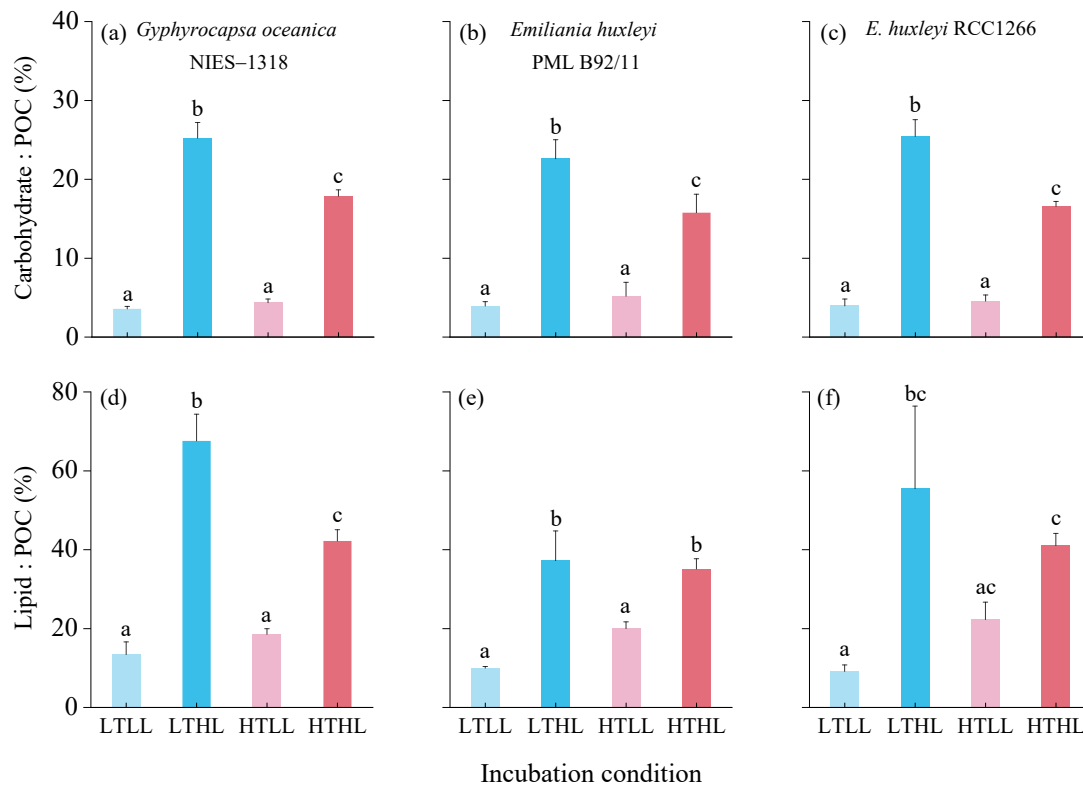 Carbohydrate : POC (%)
40
30
20
10
0
(a) Gyphyrocapsa oceanica
NIES–1318
a
b
a
c
(b) Emiliania huxleyi
PML B92/11
a
b
a
c
(c) E. huxleyi RCC1266
a
b
a
c
Lipid : POC (%)
80
60
40
20
0
(d)
a
b
a
c
(e)
a
b
a
b
(f)
a
bc
ac
c
LTLL LTHL HTLL HTHL
LTLL LTHL HTLL HTHL
LTLL LTHL HTLL HTHL
Incubation condition